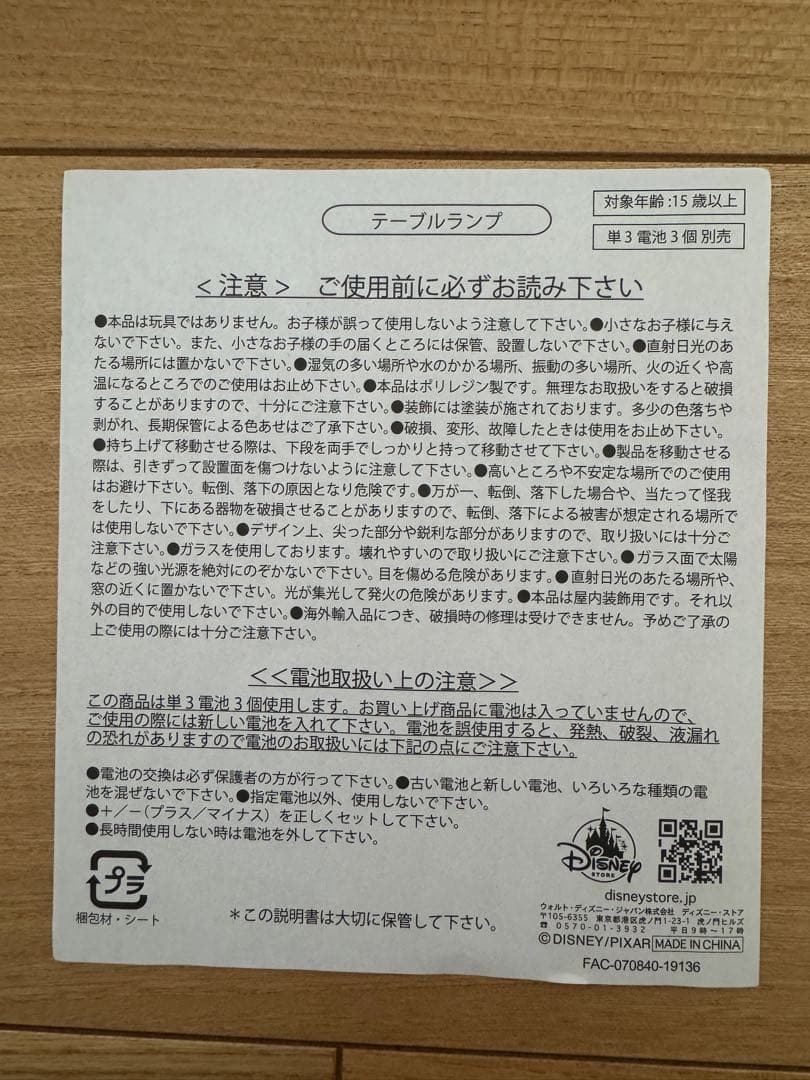 対象年齢:15歳以上
テーブルランプ
単3電池3個 別売
<注意> ご使用前に必ずお読み下さい
●本品は玩具ではありません。お子様が誤って使用しないよう注意して下さい。●小さなお子様に与え
ないで下さい。また、小さなお子様の手の届くところには保管、設置しないで下さい。●直射日光のあ
たる場所には置かないで下さい。●湿気の多い場所や水のかかる場所、振動の多い場所、火の近くや高
温になるところでのご使用はお止め下さい。●本品はポリレジン製です。無理なお取扱いをすると破損
することがありますので、十分にご注意下さい。●装飾には塗装が施されております。多少の色落ちや
剥がれ、長期保管による色あせはご了承下さい。●破損、変形、故障したときは使用をお止め下さい。
●持ち上げて移動させる際は、下段を両手でしっかりと持って移動させて下さい。●製品を移動させる
際は、引きずって設置面を傷つけないように注意して下さい。●高いところや不安定な場所でのご使用
はお避け下さい。転倒、落下の原因となり危険です。●万が一、転倒、落下した場合や、当たって怪我
をしたり、下にある器物を破損させることがありますので、転倒、落下による被害が想定される場所で
は使用しないで下さい。●デザイン上、尖った部分や鋭利な部分がありますので、取り扱いには十分ご
注意下さい。●ガラスを使用しております。壊れやすいので取り扱いにご注意下さい。●ガラス面で太陽
などの強い光源を絶対にのぞかないで下さい。目を傷める危険があります。●直射日光のあたる場所や、
窓の近くに置かないで下さい。光が集光して発火の危険があります。●本品は屋内装飾用です。それ以
外の目的で使用しないで下さい。●海外輸入品につき、破損時の修理は受けできません。予めご了承の
上ご使用の際には十分ご注意下さい。
<<電池取扱い上の注意>>
この商品は単3電池3個使用します。お買い上げ商品に電池は入っていませんので、
ご使用の際には新しい電池を入れて下さい。電池を誤使用すると、発熱、破裂、液漏れ
の恐れがありますので電池のお取扱いには下記の点にご注意下さい。
●電池の交換は必ず保護者の方が行って下さい。●古い電池と新しい電池、いろいろな種類の電
池を混ぜないで下さい。●指定電池以外、使用しないで下さい。
●+/-(プラス/マイナス)を正しくセットして下さい。
●長時間使用しない時は電池を外して下さい。
プラ
梱包材・シート
*この説明書は大切に保管して下さい。
DISNEY
STORE
disneystore.jp
ウォルト・ディズニー・ジャパン株式会社 ディズニー・ストア
〒105-6355 東京都港区虎ノ門1-23-1 虎ノ門ヒルズ
☎0570-01-3932 平日9時~17時
©DISNEY/PIXAR MADE IN CHINA
FAC-070840-19136